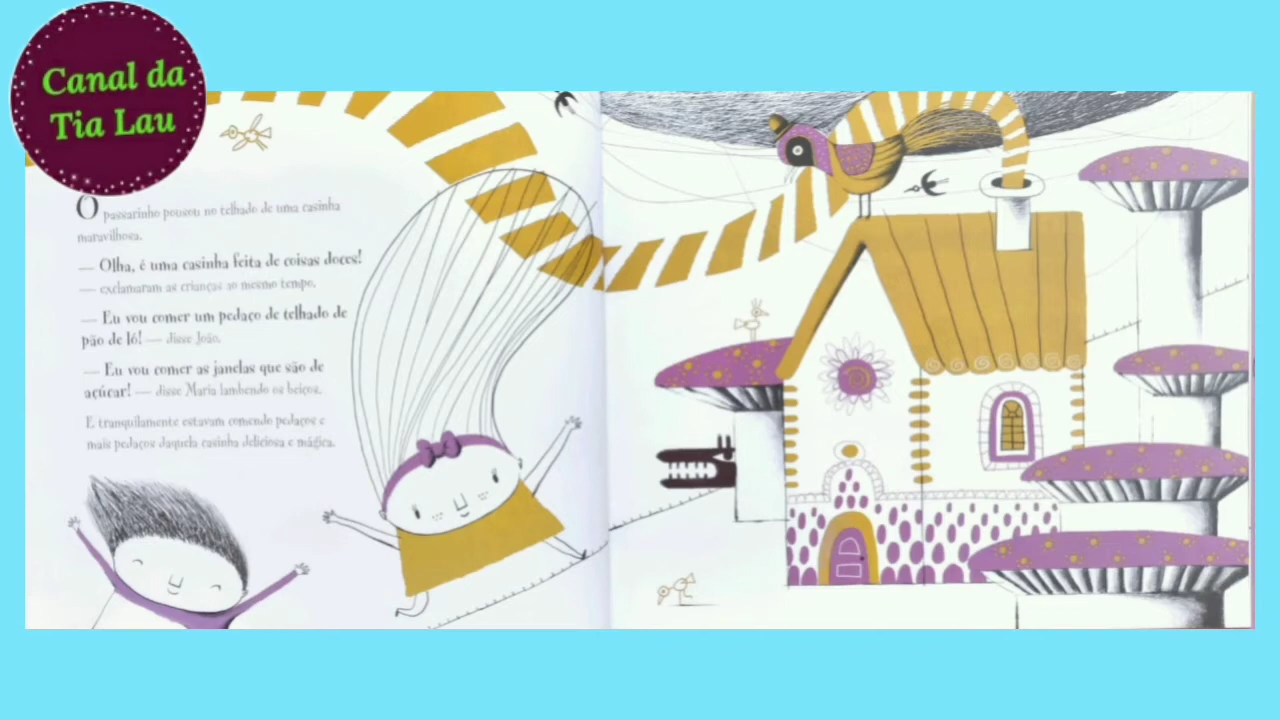 Canal da
Tia Lau
O passarinho pousou no telhado de uma casinha
maravilhosa.
— Olha, é uma casinha feita de coisas doces!
— exclamaram as crianças ao mesmo tempo.
— Eu vou comer um pedaço de telhado de
pão de ló! — disse João.
— Eu vou comer as janelas que são de
açúcar! — disse Maria lambendo os beiços.
E tranquilamente estavam comendo pedaços e
mais pedaços daquela casinha deliciosa e mágica.